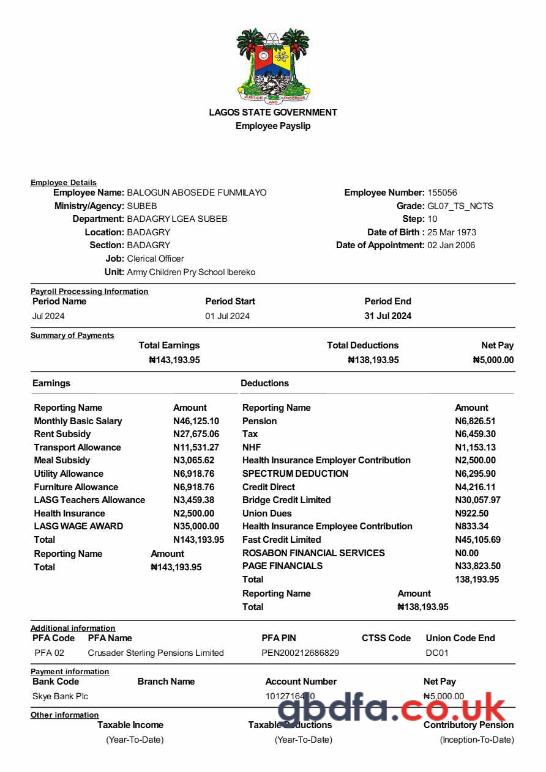 LAGOS STATE GOVERNMENT
Employee Payslip
Employee Details
Employee Name: BALOGUN ABOSEDE FUNMILAYO Employee Number: 155056
Ministry/Agency: SUBEB Grade: GL07_TS_NCTS
Department: BADAGRY LGEA SUBEB Step: 10
Location: BADAGRY Date of Birth : 25 Mar 1973
Section: BADAGRY Date of Appointment: 02 Jan 2006
Job: Clerical Officer
Unit: Army Children Pry School Ibereko
Payroll Processing Information
Period Name Period Start Period End
Jul 2024 01 Jul 2024 31 Jul 2024
Summary of Payments
Total Earnings Total Deductions Net Pay
₦143,193.95 ₦138,193.95 ₦5,000.00
Earnings Deductions
Reporting Name Amount Reporting Name Amount
Monthly Basic Salary N46,125.10 Pension N6,826.51
Rent Subsidy N27,675.06 Tax N6,459.30
Transport Allowance N11,531.27 NHF N1,153.13
Meal Subsidy N3,065.62 Health Insurance Employer Contribution N2,500.00
Utility Allowance N6,918.76 SPECTRUM DEDUCTION N6,295.90
Furniture Allowance N6,918.76 Credit Direct N4,216.11
LASG Teachers Allowance N3,459.38 Bridge Credit Limited N30,057.97
Health Insurance N2,500.00 Union Dues N922.50
LASG WAGE AWARD N35,000.00 Health Insurance Employee Contribution N833.34
Total N143,193.95 Fast Credit Limited N45,105.69
Reporting Name Amount ROSABON FINANCIAL SERVICES N0.00
Total ₦143,193.95 PAGE FINANCIALS N33,823.50
Total 138,193.95
Reporting Name Amount
Total ₦138,193.95
Additional information
PFA Code PFA Name PFA PIN CTSS Code Union Code End
PFA 02 Crusader Sterling Pensions Limited PEN200212686829 DC01
Payment information
Bank Code Branch Name Account Number Net Pay
Skye Bank Plc ₦5,000.00
gbdfa.co.uk
Other information
Taxable Income Taxable Deductions Contributory Pension
(Year-To-Date) (Year-To-Date) (Inception-To-Date)